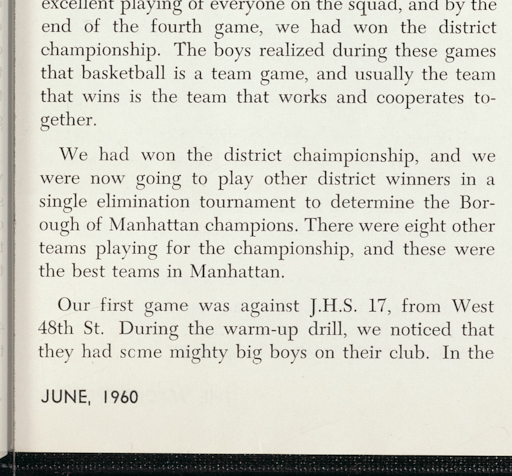 excellent playing of everyone on the squad, and by the
end of the fourth game, we had won the district
championship. The boys realized during these games
that basketball is a team game, and usually the team
that wins is the team that works and cooperates to-
gether.
We had won the district chaimpionship, and we
were now going to play other district winners in a
single elimination tournament to determine the Bor-
ough of Manhattan champions. There were eight other
teams playing for the championship, and these were
the best teams in Manhattan.
Our first game was against J.H.S. 17, from West
48th St. During the warm-up drill, we noticed that
they had scme mighty big boys on their club. In the
JUNE, 1960